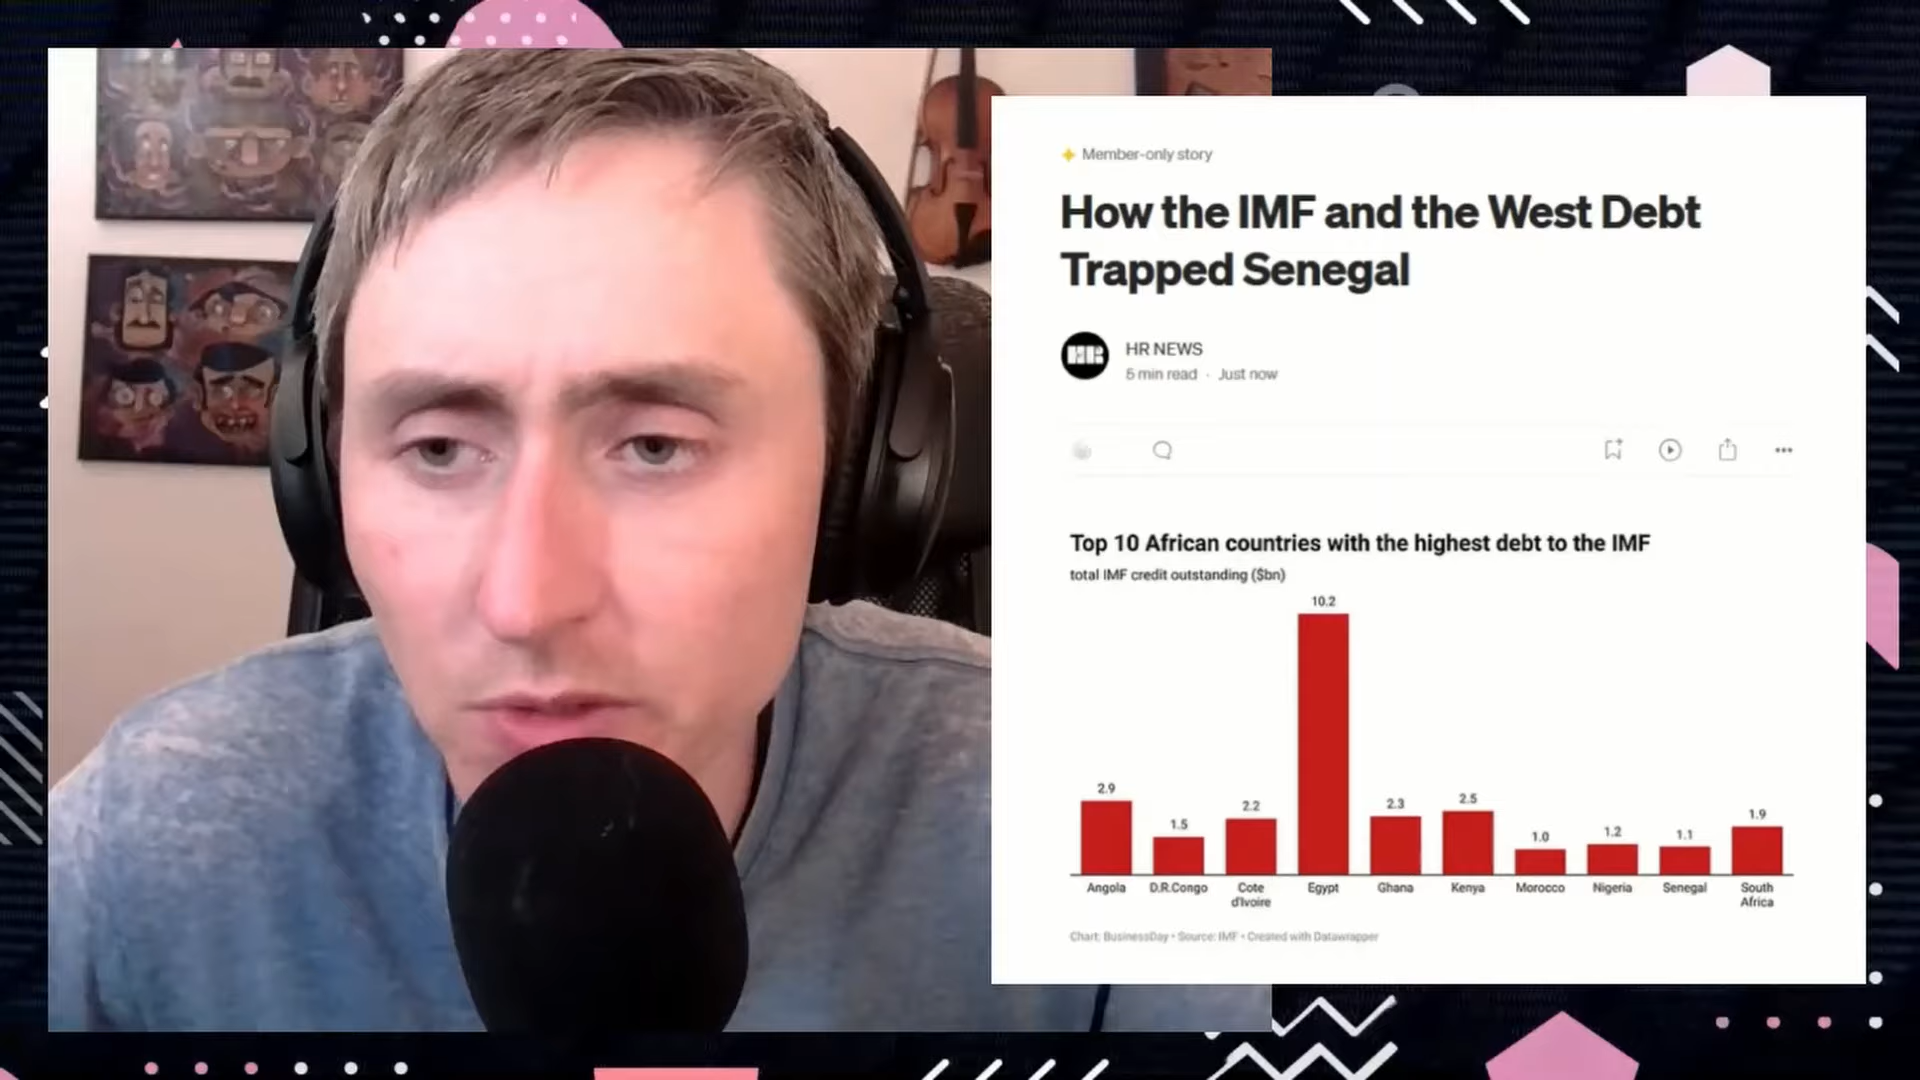 Member-only story
How the IMF and the West Debt
Trapped Senegal
HR
HR NEWS
5 min read · Just now
Top 10 African countries with the highest debt to the IMF
total IMF credit outstanding ($bn)
2.9
1.5
2.2
10.2
2.3
2.5
1.0
1.2
1.1
1.9
Angola
D.R.Congo
Cote
d'Ivoire
Egypt
Ghana
Kenya
Morocco
Nigeria
Senegal
South
Africa
Chart: BusinessDay • Source: IMF • Created with Datawrapper